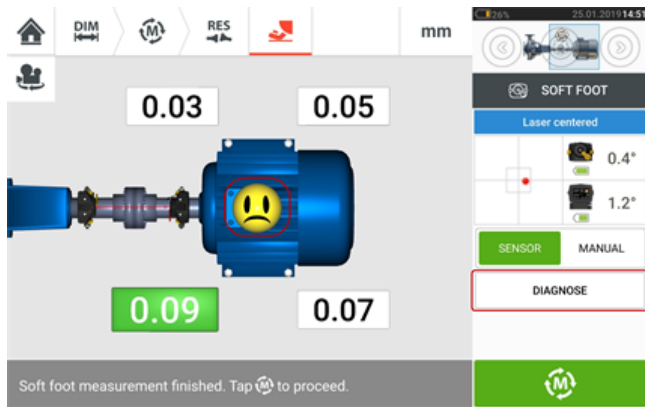 DIM
M
RES
mm
26%
25.01.2019 14:51
SOFT FOOT
Laser centered
0.4°
1.2°
SENSOR
MANUAL
DIAGNOSE
0.03
0.05
0.09
0.07
Soft foot measurement finished. Tap M to proceed.
M